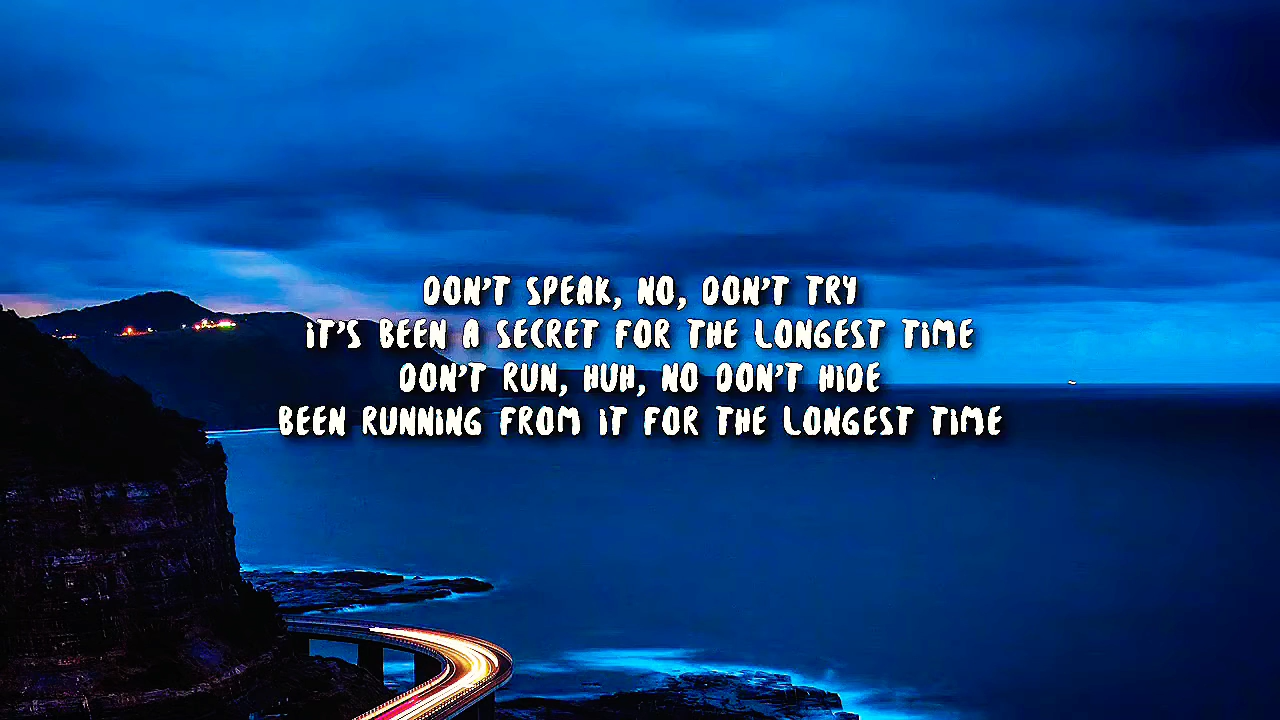 DON'T SPEAK, NO, DON'T TRY
iT'S BEEN A SECRET FOR THE LONGEST TiME
DON'T RUN, HUH, NO DON'T HiDE
BEEN RUNNiNG FROM iT FOR THE LONGEST TiME